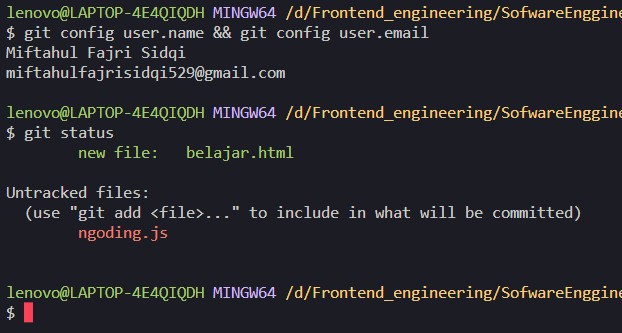 lenovo@LAPTOP-4E4QIQDH MINGW64 /d/Frontend_engineering/SofwareEnggine
$ git config user.name && git config user.email
Miftahul Fajri Sidqi
miftahulfajrisidqi529@gmail.com
lenovo@LAPTOP-4E4QIQDH MINGW64 /d/Frontend_engineering/SofwareEnggine
$ git status
new file:   belajar.html
Untracked files:
(use "git add <file>..." to include in what will be committed)
ngoding.js
lenovo@LAPTOP-4E4QIQDH MINGW64 /d/Frontend_engineering/SofwareEnggine
$